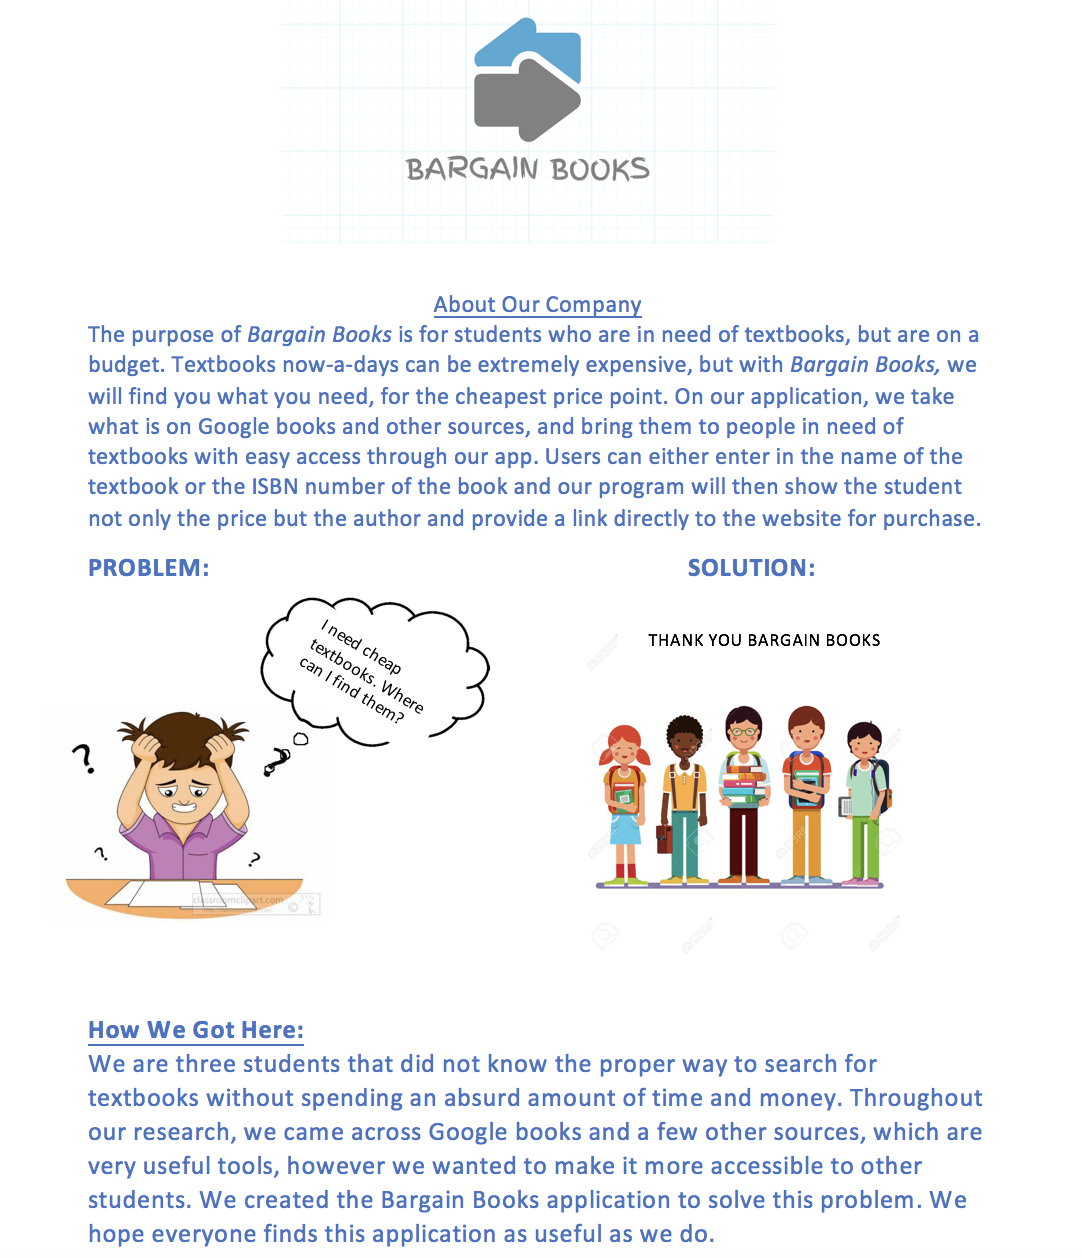 BARGAIN BOOKS
About Our Company
The purpose of Bargain Books is for students who are in need of textbooks, but are on a
budget. Textbooks now-a-days can be extremely expensive, but with Bargain Books, we
will find you what you need, for the cheapest price point. On our application, we take
what is on Google books and other sources, and bring them to people in need of
textbooks with easy access through our app. Users can either enter in the name of the
textbook or the ISBN number of the book and our program will then show the student
not only the price but the author and provide a link directly to the website for purchase.
PROBLEM:
SOLUTION:
I need cheap
textbooks. Where
can I find them?
THANK YOU BARGAIN BOOKS
?
?
?
classroomclipart.com
How We Got Here:
We are three students that did not know the proper way to search for
textbooks without spending an absurd amount of time and money. Throughout
our research, we came across Google books and a few other sources, which are
very useful tools, however we wanted to make it more accessible to other
students. We created the Bargain Books application to solve this problem. We
hope everyone finds this application as useful as we do.